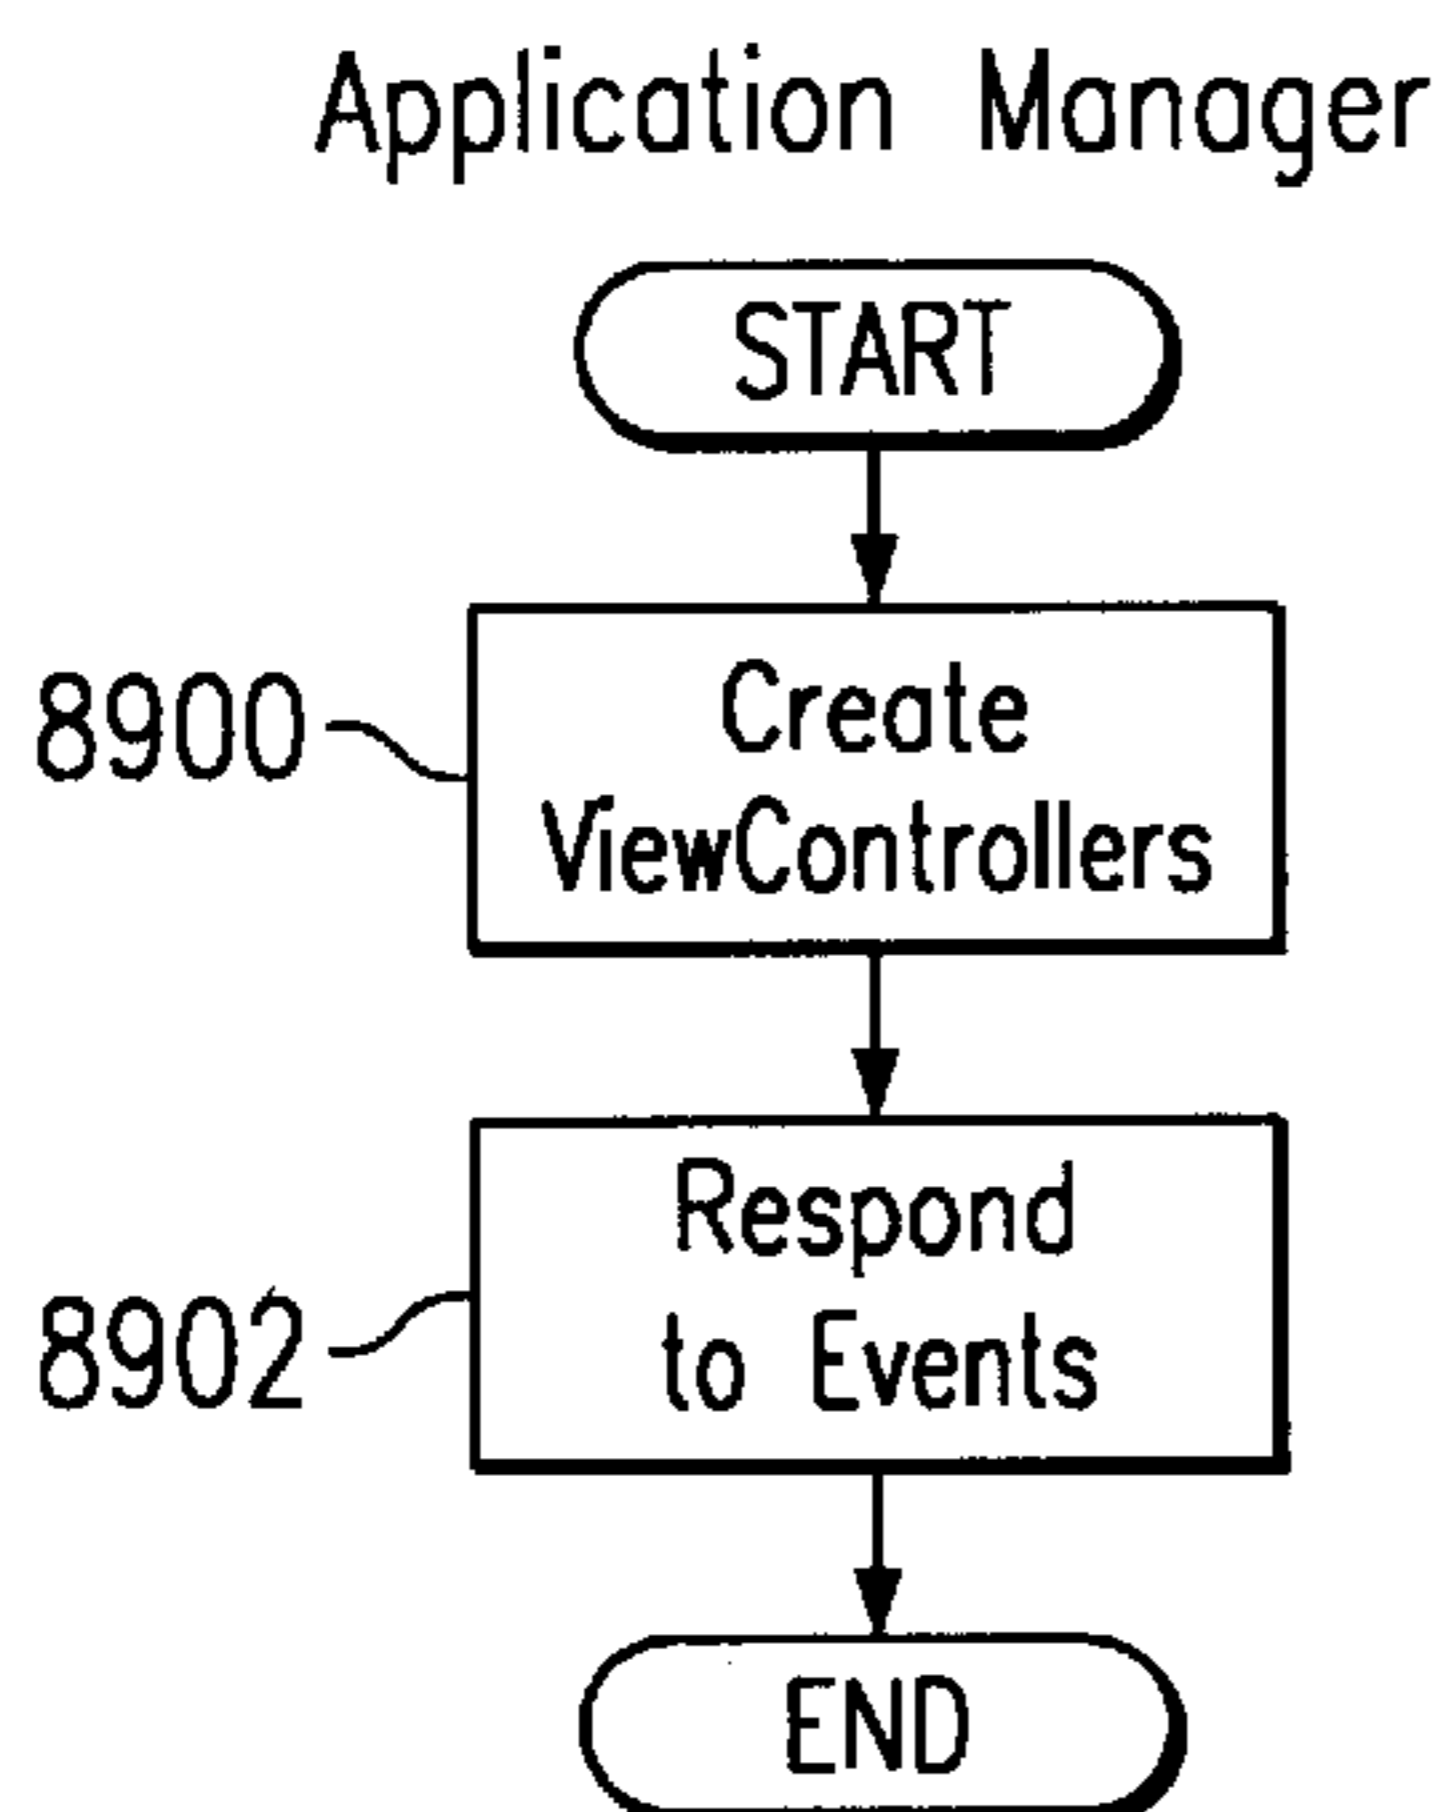 Application Manager
START
8900
Create
ViewControllers
Respond
to Events
8902
END